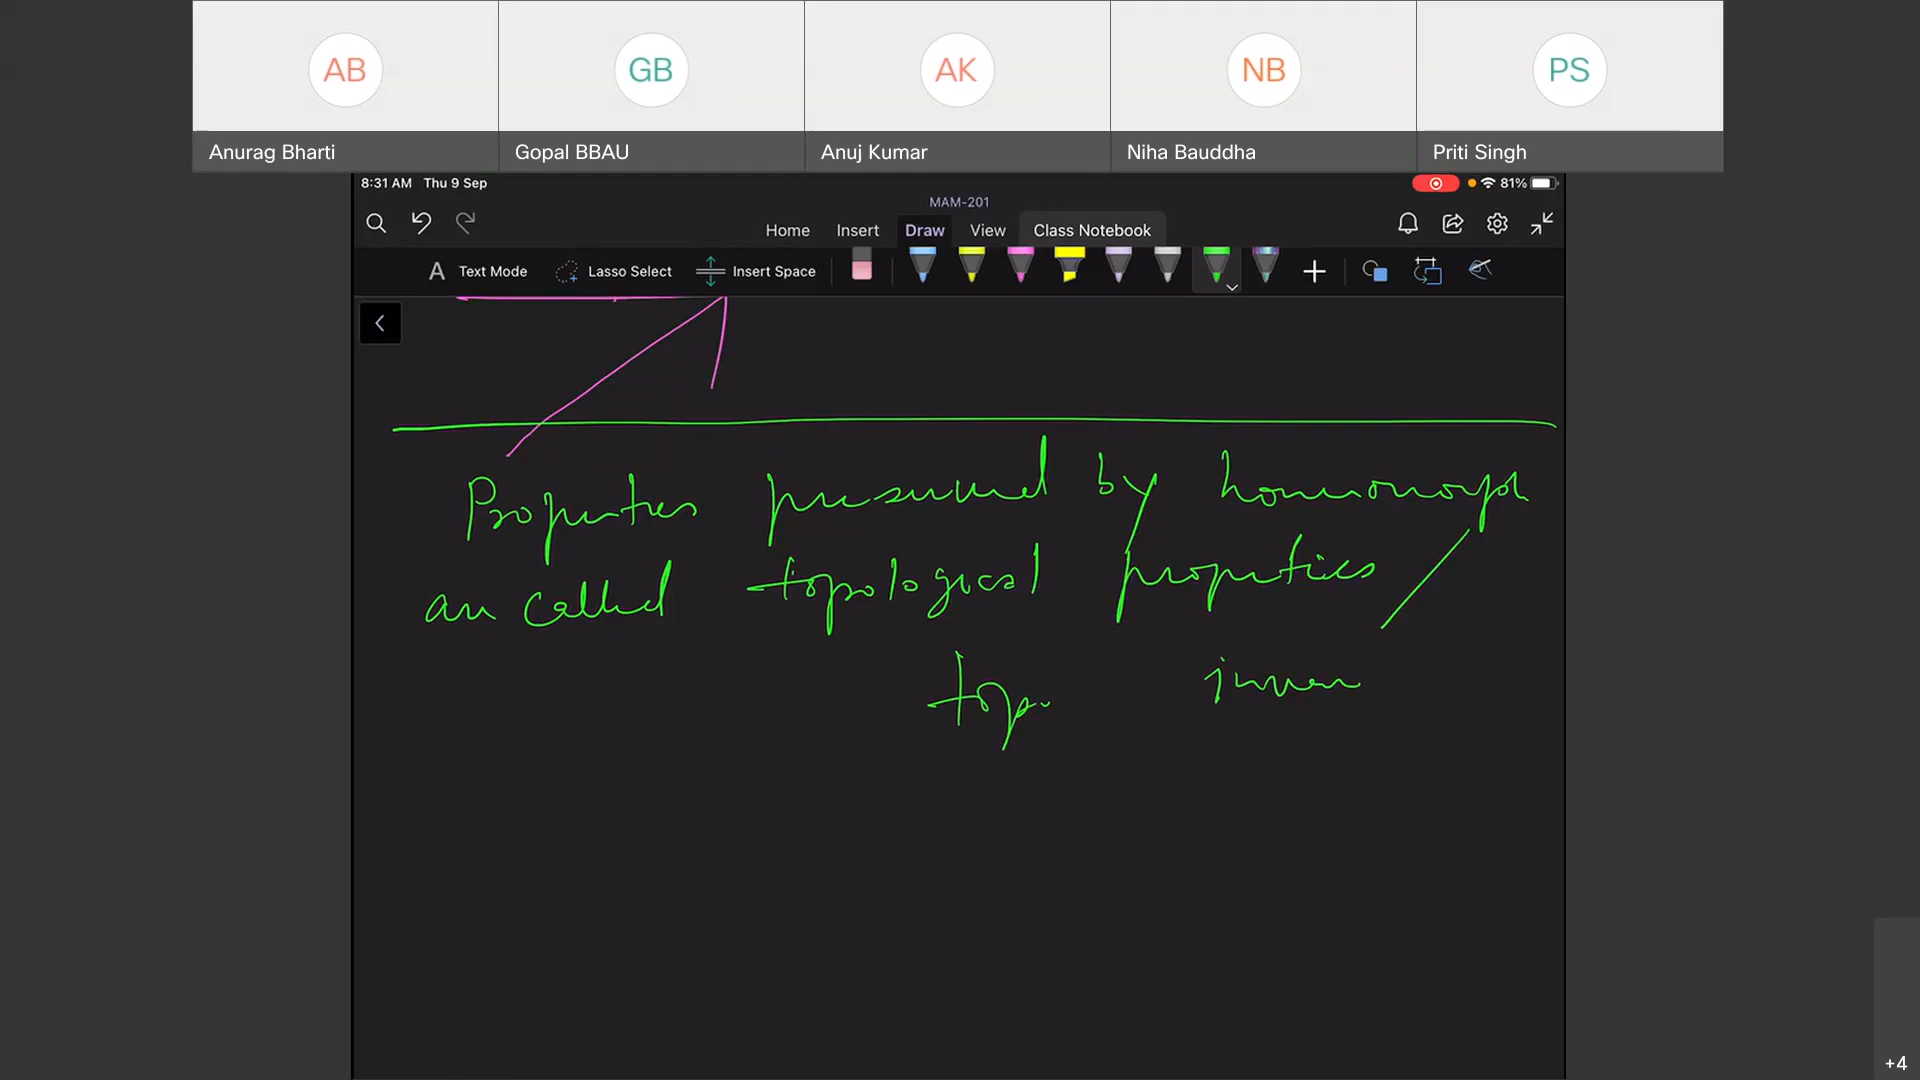 AB GB AK NB PS
Anurag Bharti Gopal BBAU Anuj Kumar Niha Bauddha Priti Singh
8:31 AM Thu 9 Sep 81%
MAM-201
Home Insert Draw View Class Notebook
A Text Mode Lasso Select Insert Space
Properties preserved by homeomorph
are called topological properties
top. invar
+4